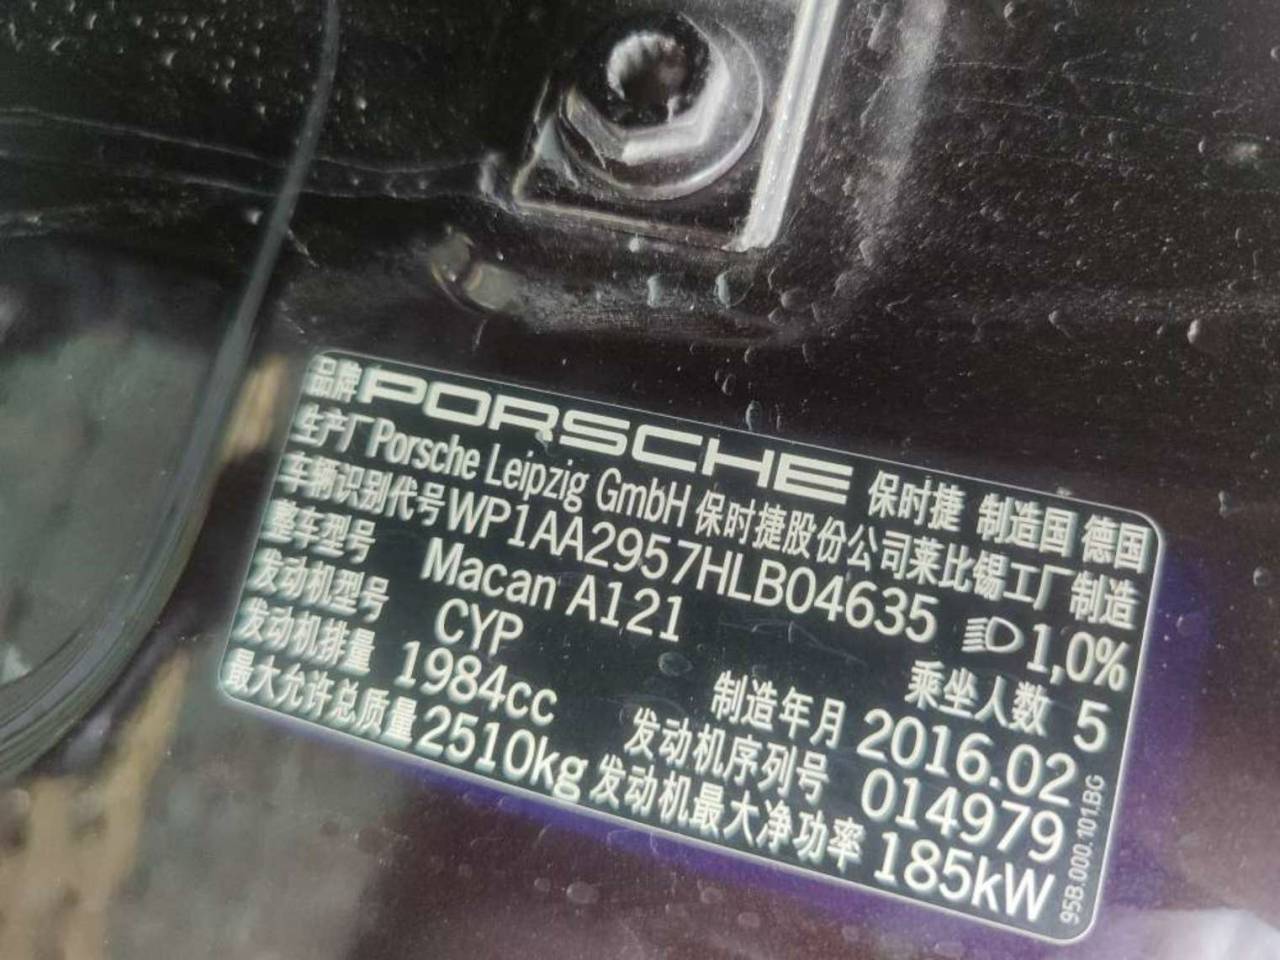 品牌 PORSCHE 保时捷 制造国 德国
生产厂 Porsche Leipzig GmbH 保时捷股份公司莱比锡工厂制造
车辆识别代号 WP1AA2957HLB04635 1,0%
整车型号 Macan A121 乘坐人数 5
发动机型号 CYP 制造年月 2016.02
发动机排量 1984cc 发动机序列号 014979
最大允许总质量 2510kg 发动机最大净功率 185kW
95B.000.101.BG